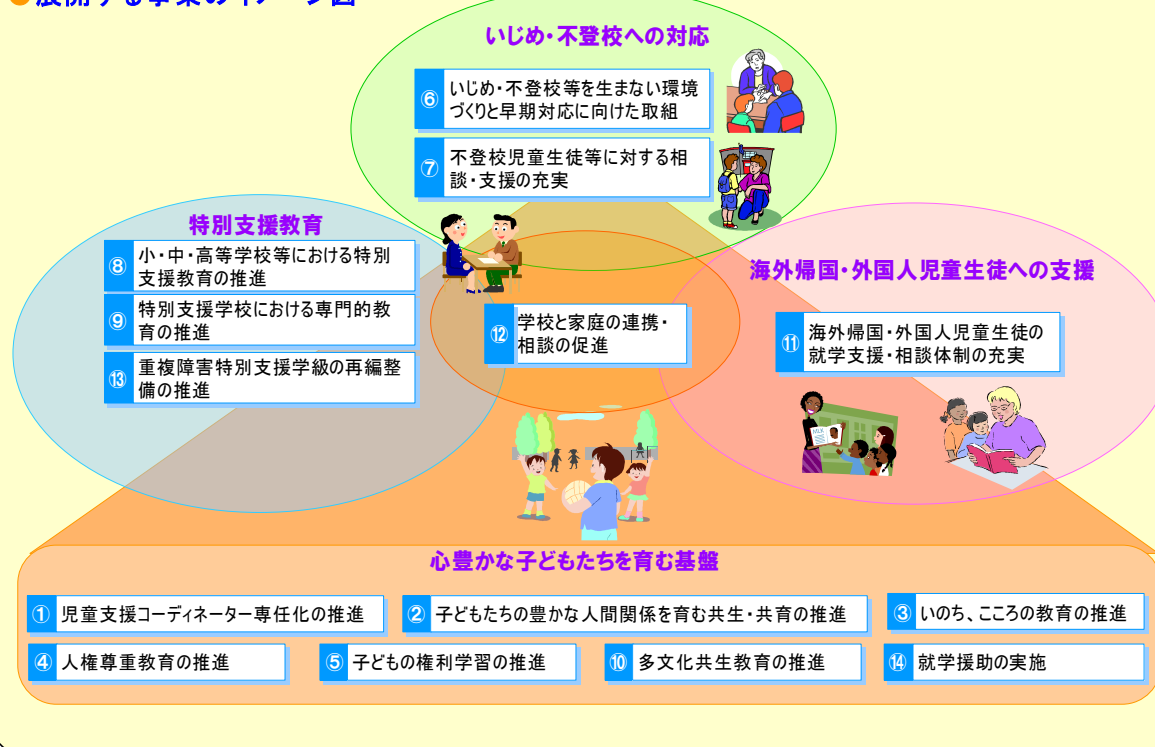 ●展開する事業のイメージ図
いじめ・不登校への対応
⑥ いじめ・不登校等を生まない環境
づくりと早期対応に向けた取組
⑦ 不登校児童生徒等に対する相
談・支援の充実
特別支援教育
⑧ 小・中・高等学校等における特別
支援教育の推進
⑨ 特別支援学校における専門的教
育の推進
⑬ 重複障害特別支援学級の再編整
備の推進
⑫ 学校と家庭の連携・
相談の促進
海外帰国・外国人児童生徒への支援
⑪ 海外帰国・外国人児童生徒の
就学支援・相談体制の充実
MLK
心豊かな子どもたちを育む基盤
① 児童支援コーディネーター専任化の推進
② 子どもたちの豊かな人間関係を育む共生・共育の推進
③ いのち、こころの教育の推進
④ 人権尊重教育の推進
⑤ 子どもの権利学習の推進
⑩ 多文化共生教育の推進
⑭ 就学援助の実施